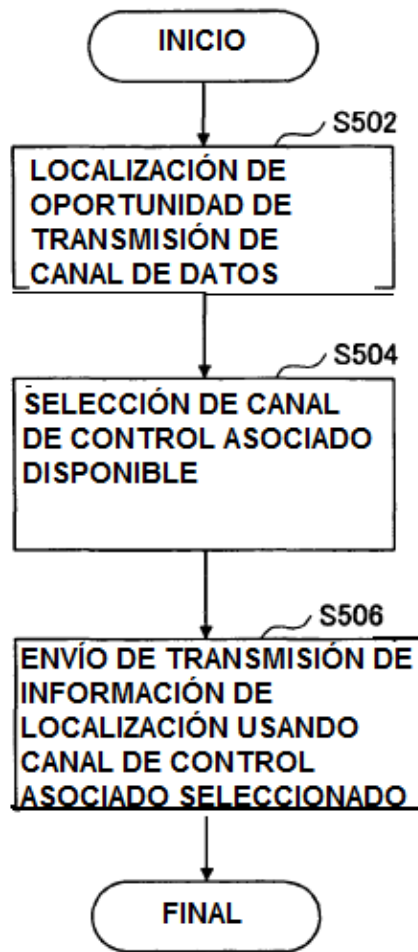 INICIO
S502
LOCALIZACIÓN DE
OPORTUNIDAD DE
TRANSMISIÓN DE
CANAL DE DATOS
S504
SELECCIÓN DE CANAL
DE CONTROL ASOCIADO
DISPONIBLE
S506
ENVÍO DE TRANSMISIÓN DE
INFORMACIÓN DE
LOCALIZACIÓN USANDO
CANAL DE CONTROL
ASOCIADO SELECCIONADO
FINAL